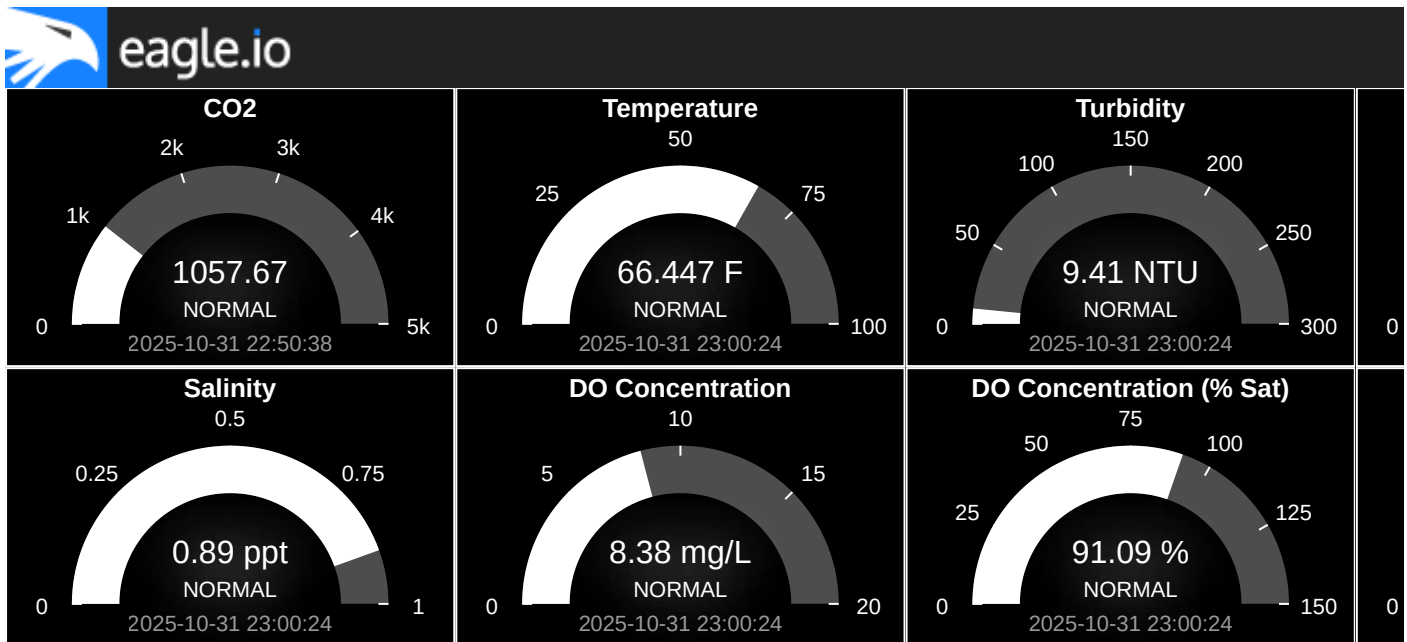 eagle.io
CO2
0
1k
2k
3k
4k
5k
1057.67
NORMAL
2025-10-31 22:50:38
Temperature
0
25
50
75
100
66.447 F
NORMAL
2025-10-31 23:00:24
Turbidity
0
50
100
150
200
250
300
9.41 NTU
NORMAL
2025-10-31 23:00:24
0
Salinity
0
0.25
0.5
0.75
1
0.89 ppt
NORMAL
2025-10-31 23:00:24
DO Concentration
0
5
10
15
20
8.38 mg/L
NORMAL
2025-10-31 23:00:24
DO Concentration (% Sat)
0
25
50
75
100
125
150
91.09 %
NORMAL
2025-10-31 23:00:24
0